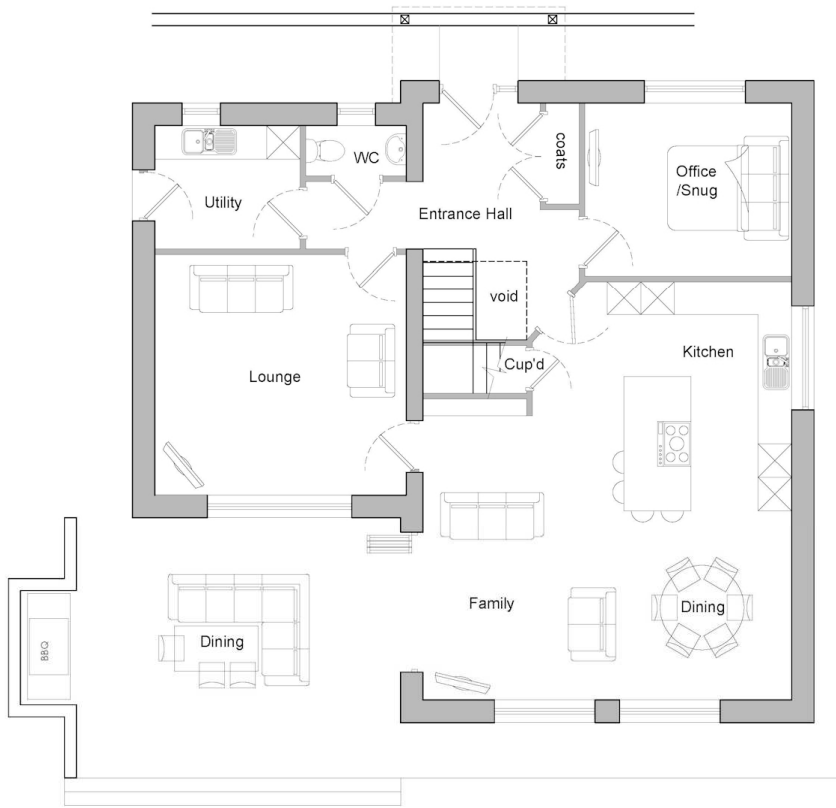 WC
coats
Utility
Office
/Snug
Entrance Hall
void
Kitchen
Cup'd
Lounge
Family
Dining
Dining
BBQ